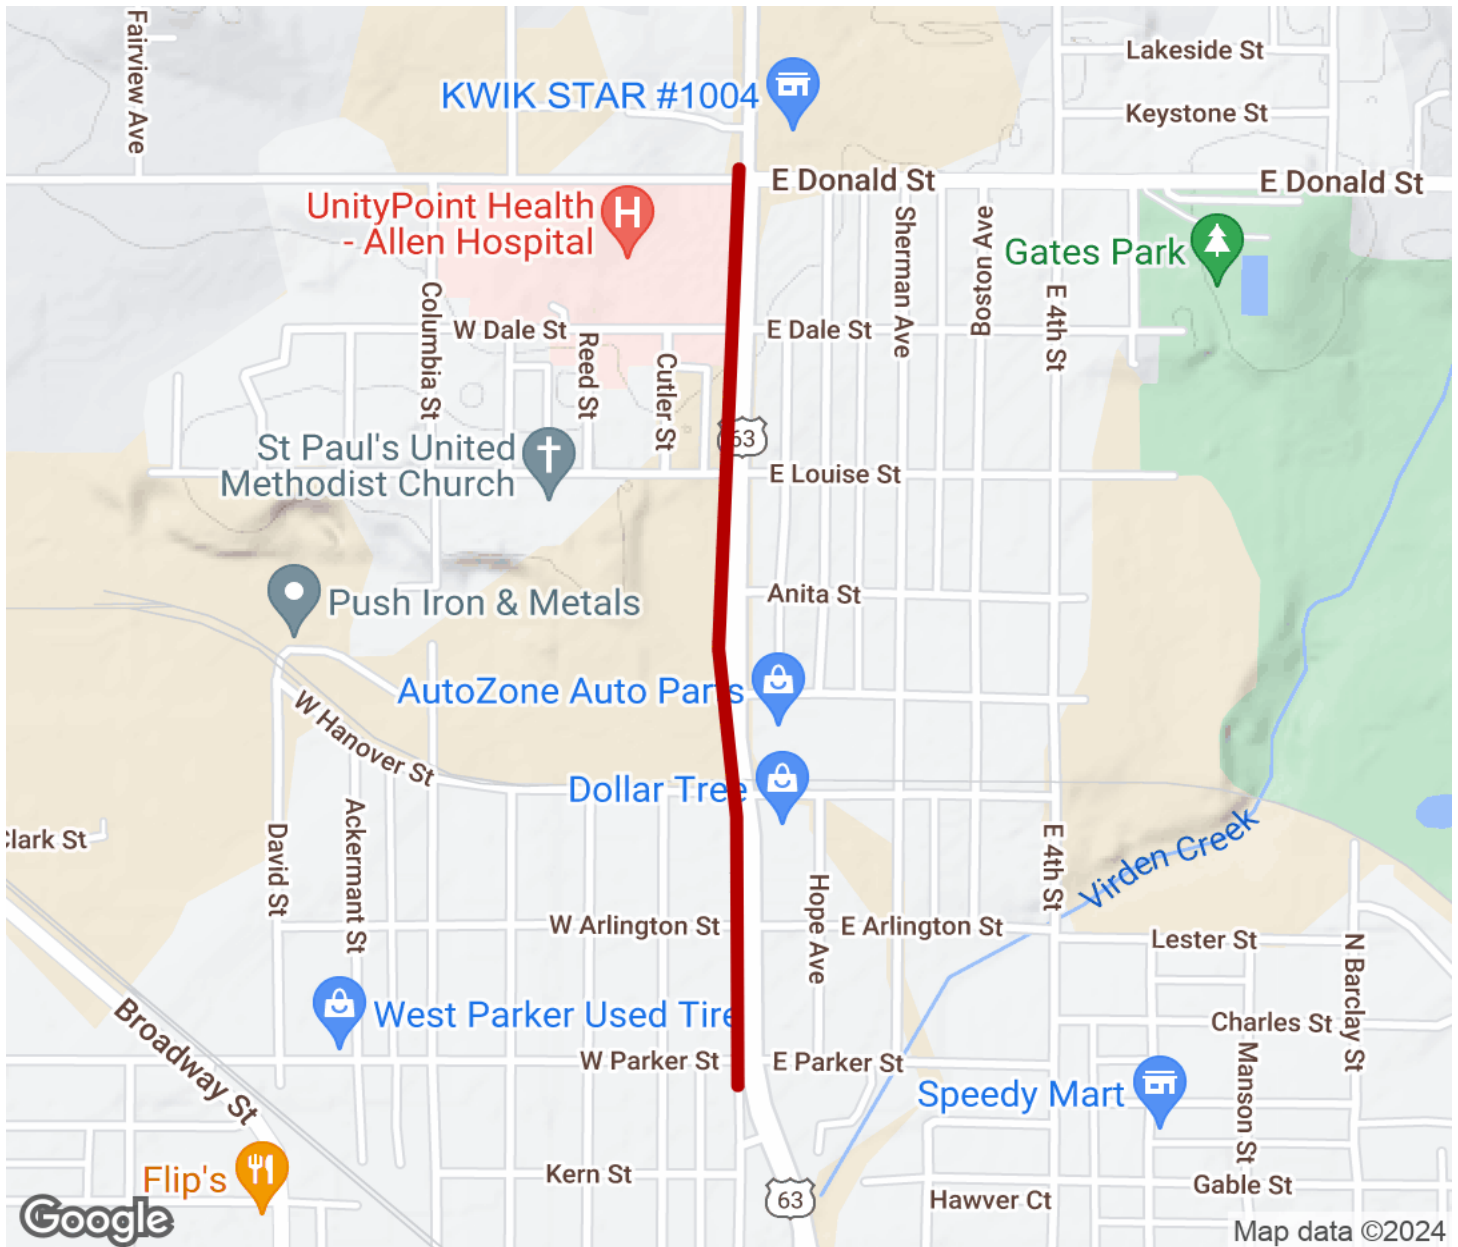 Fairview Ave
Lakeside St
KWIK STAR #1004
Keystone St
E Donald St
E Donald St
UnityPoint Health
- Allen Hospital
Sherman Ave
Boston Ave
Gates Park
Columbia St
E 4th St
W Dale St
E Dale St
Reed St
Cutler St
63
St Paul's United
Methodist Church
E Louise St
Anita St
Push Iron & Metals
AutoZone Auto Parts
W Hanover St
Dollar Tree
Ackermant St
David St
Clark St
E 4th St
Virden Creek
Hope Ave
W Arlington St
E Arlington St
Lester St
N Barclay St
West Parker Used Tire
Broadway St
Charles St
Manson St
W Parker St
E Parker St
Speedy Mart
Flip's
Kern St
63
Hawver Ct
Gable St
Google
Map data ©2024